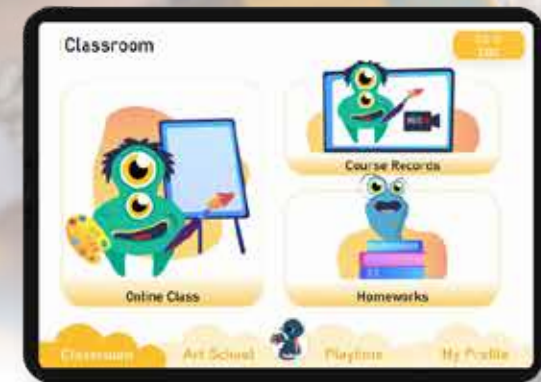 Classroom
Course Records
Online Class
Homeworks
Classroom
Art School
Playtime
My Profile